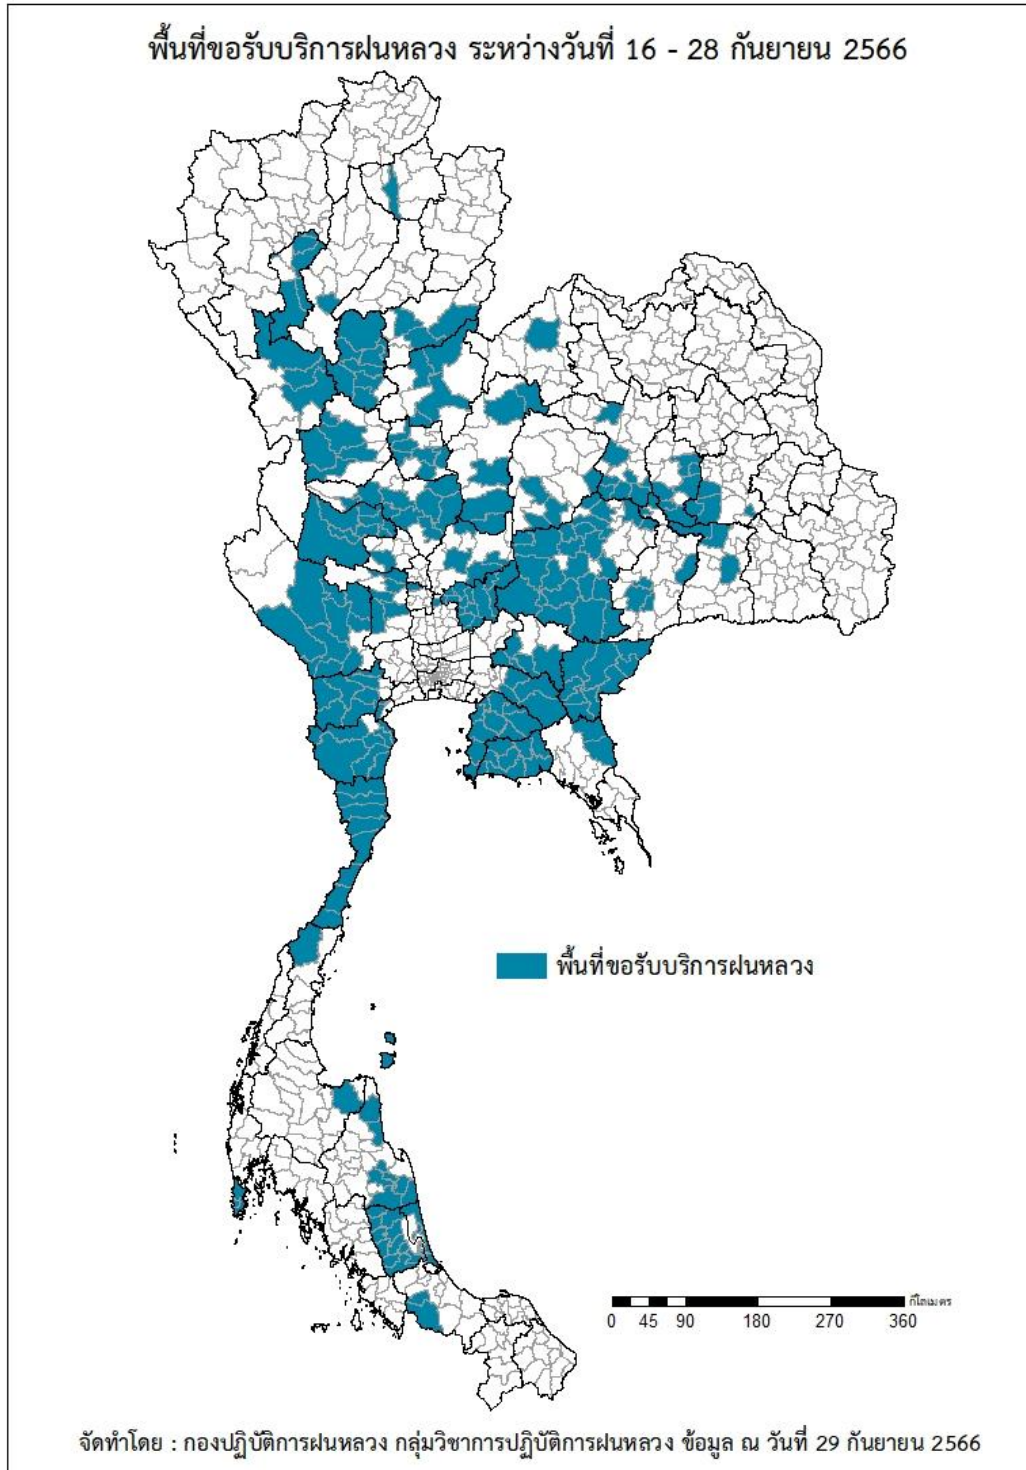 พื้นที่ขอรับบริการฝนหลวง ระหว่างวันที่ 16 - 28 กันยายน 2566
พื้นที่ขอรับบริการฝนหลวง
กิโลเมตร
0 45 90 180 270 360
จัดทำโดย : กองปฏิบัติการฝนหลวง กลุ่มวิชาการปฏิบัติการฝนหลวง ข้อมูล ณ วันที่ 29 กันยายน 2566